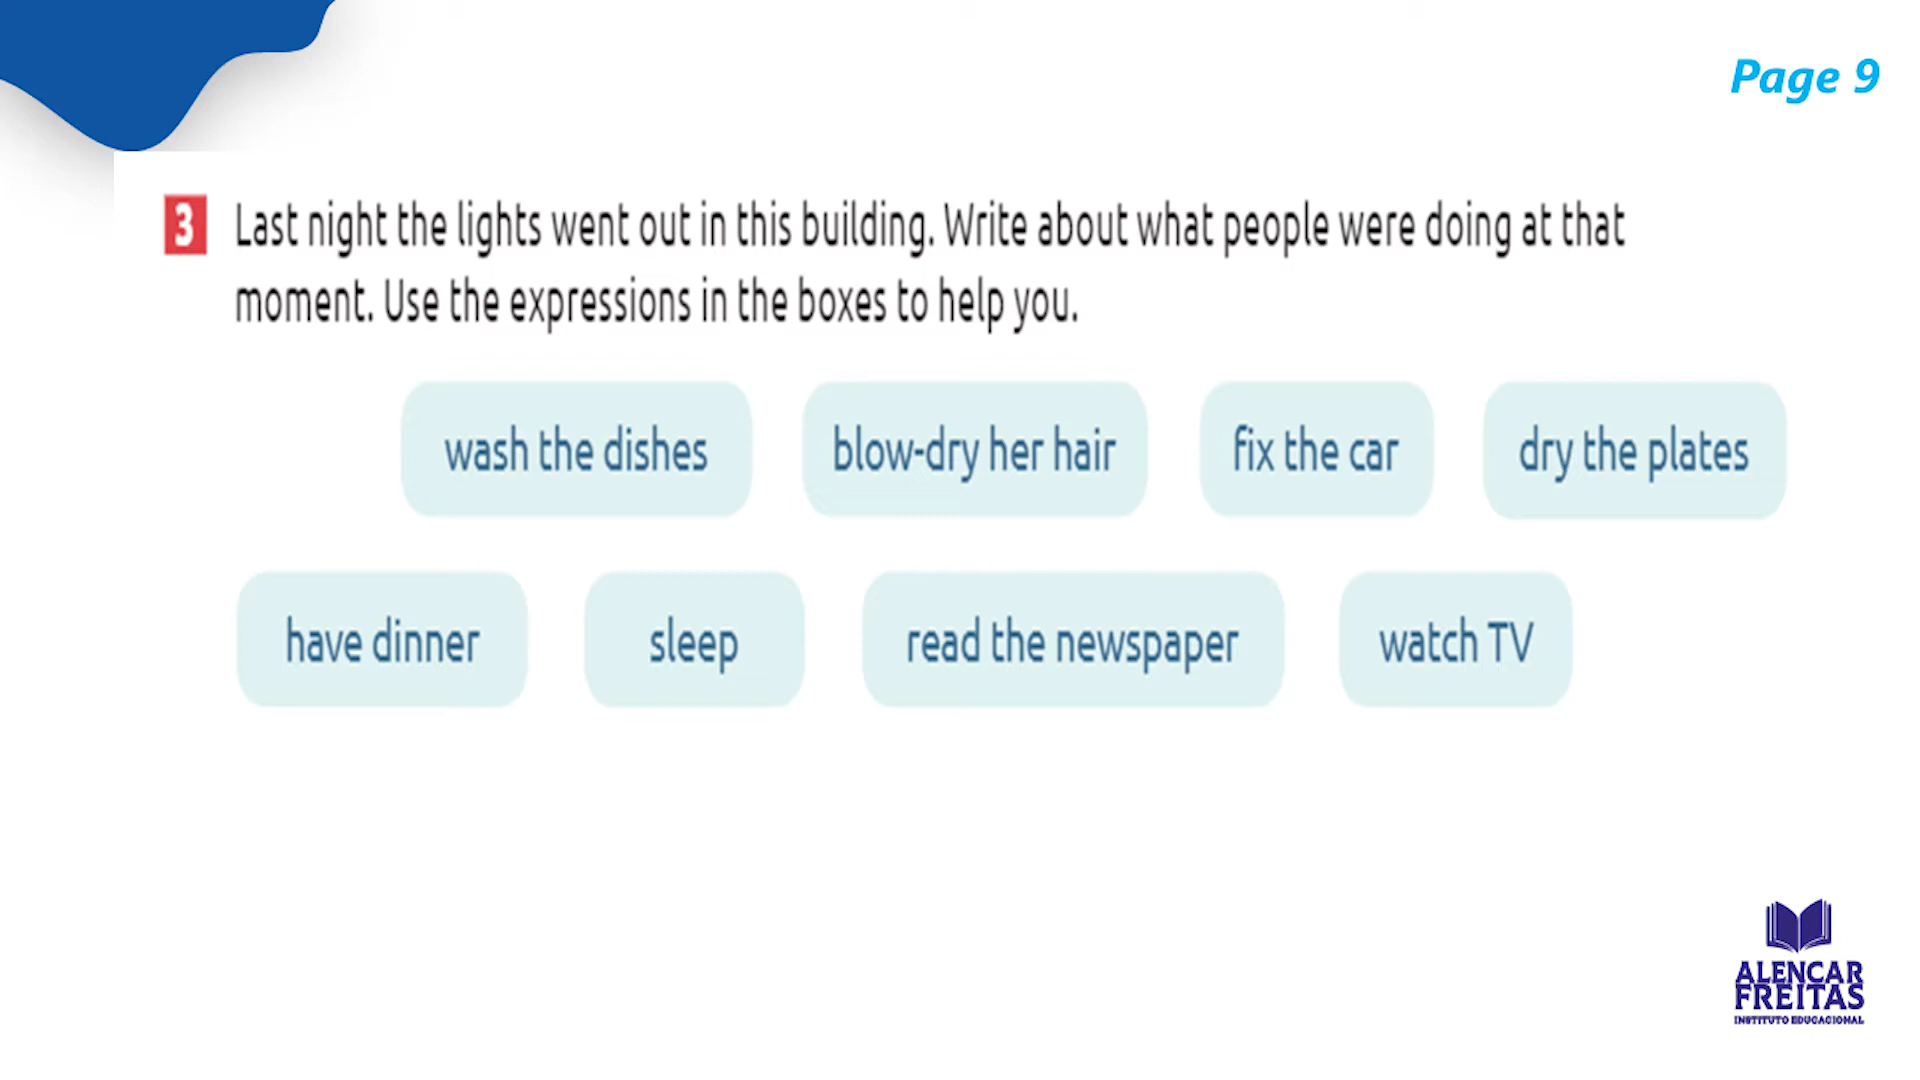 Page 9
3 Last night the lights went out in this building. Write about what people were doing at that
moment. Use the expressions in the boxes to help you.
wash the dishes
blow-dry her hair
fix the car
dry the plates
have dinner
sleep
read the newspaper
watch TV
ALENCAR
FREITAS
INSTITUTO EDUCACIONAL